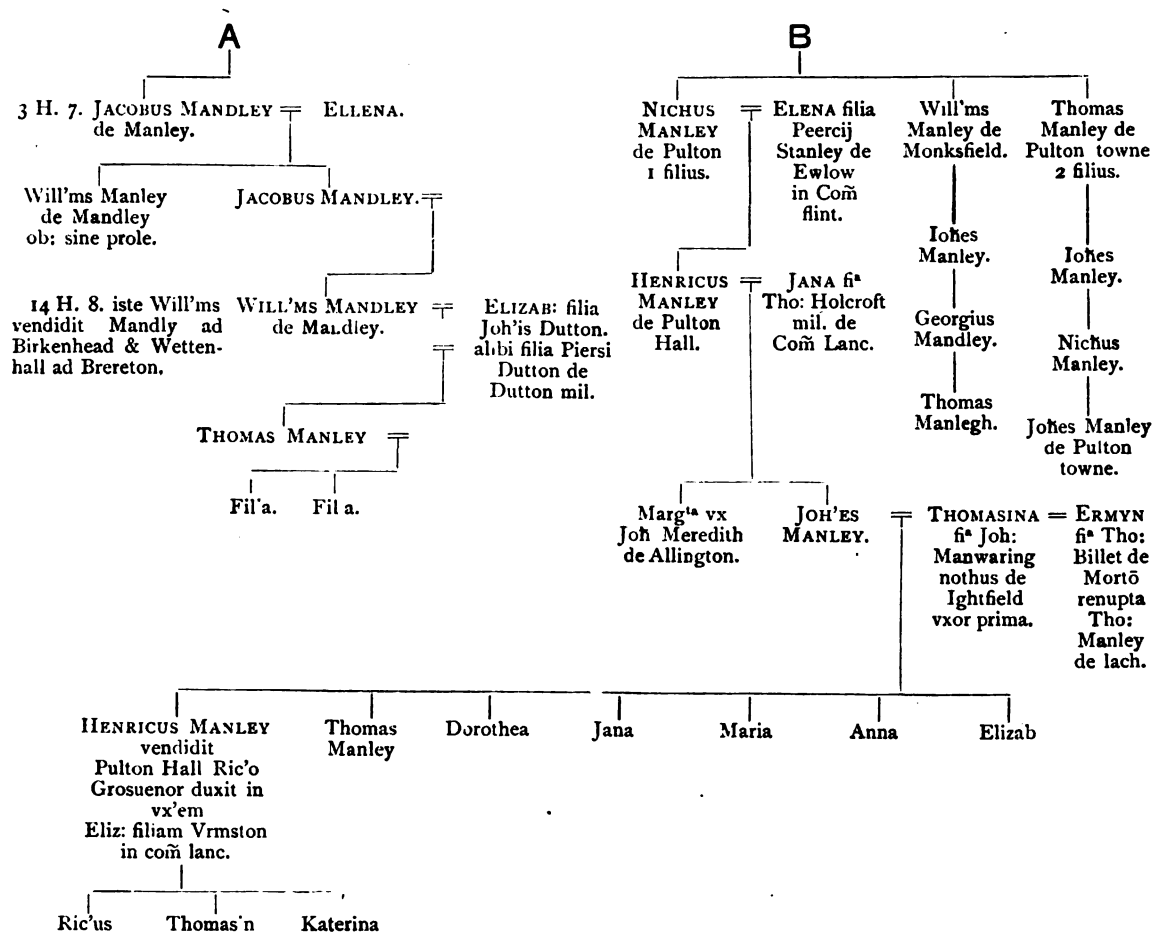 A
3 H. 7. JACOBUS MANDLEY = ELLENA.
de Manley.
Will'ms Manley
de Mandley
ob: sine prole.
JACOBUS MANDLEY. =
14 H. 8. iste Will'ms
vendidit Mandly ad
Birkenhead & Wetten-
hall ad Brereton.
WILL'MS MANDLEY =
de Mandley.
ELIZAB: filia
Joh'is Dutton.
alibi filia Piersi
Dutton de
Dutton mil.
THOMAS MANLEY =
Fil'a.
Fil a.
B
NICHUS
MANLEY
de Pulton
1 filius.
=
ELENA filia
Peercij
Stanley de
Ewlow
in Com̃
flint.
Will'ms
Manley de
Monksfield.
Thomas
Manley de
Pulton towne
2 filius.
HENRICUS
MANLEY
de Pulton
Hall.
=
JANA fiᵃ
Tho: Holcroft
mil. de
Com̃ Lanc.
Ioħes
Manley.
Georgius
Mandley.
Thomas
Manlegh.
Ioħes
Manley.
Nicħus
Manley.
Joħes Manley
de Pulton
towne.
Margᵗᵃ vx
Joħ Meredith
de Allington.
JOH'ES
MANLEY.
=
THOMASINA
fiᵃ Joh:
Manwaring
nothus de
Ightfield
vxor prima.
=
ERMYN
fiᵃ Tho:
Billet de
Mortō
renupta
Tho:
Manley
de lach.
HENRICUS MANLEY
vendidit
Pulton Hall Ric'o
Grosuenor duxit in
vx'em
Eliz: filiam Vrmston
in com̃ lanc.
Thomas
Manley
Dorothea
Jana
Maria
Anna
Elizab
Ric'us
Thomas'n
Katerina